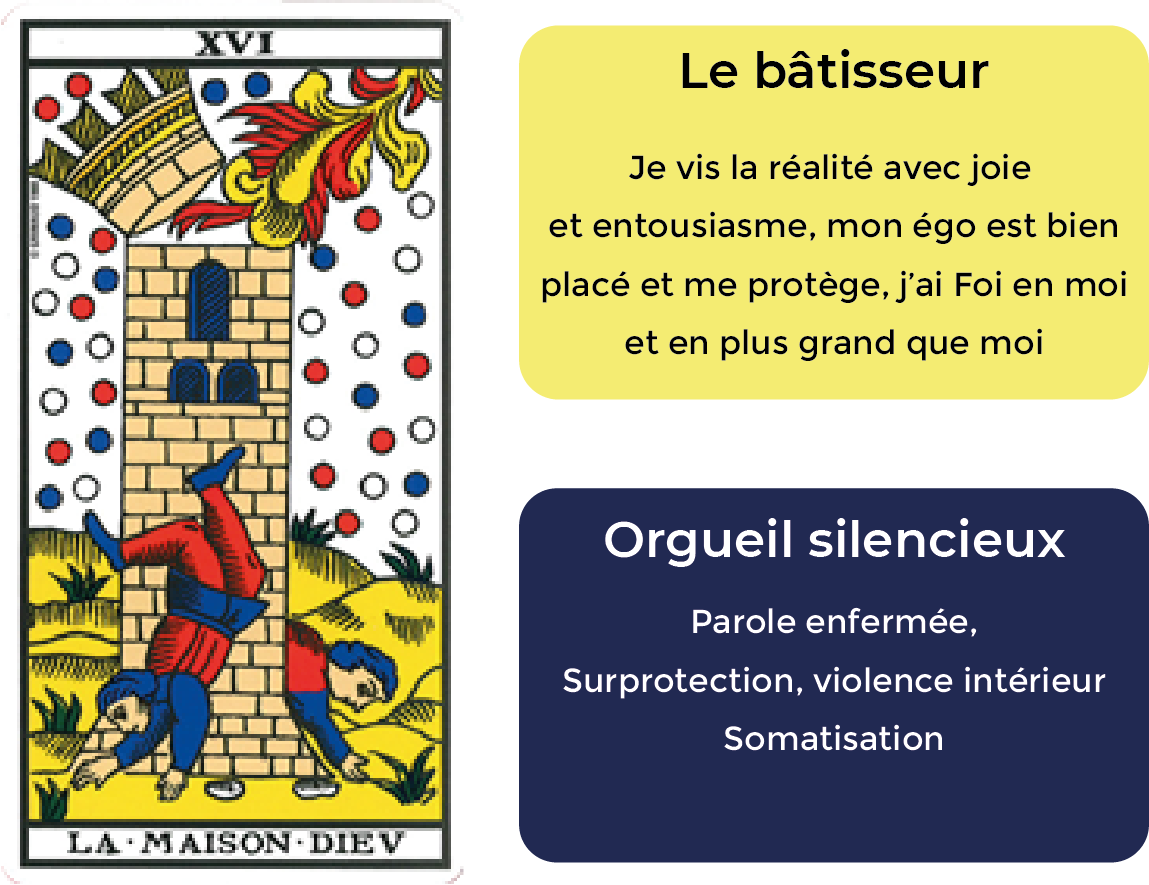 XVI
LA · MAISON · DIEV
Le bâtisseur
Je vis la réalité avec joie
et entousiasme, mon égo est bien
placé et me protège, j’ai Foi en moi
et en plus grand que moi
Orgueil silencieux
Parole enfermée,
Surprotection, violence intérieur
Somatisation